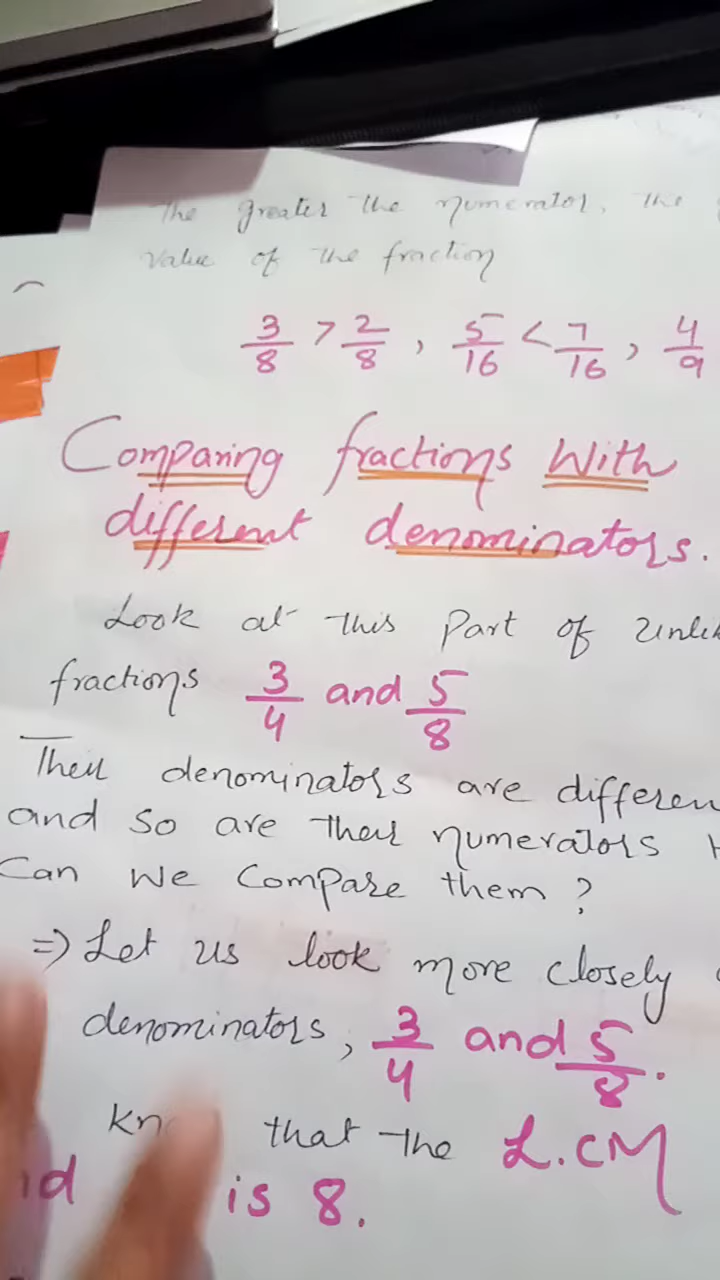 The greater the numerator, the
value of the fraction
3/8 > 2/8 , 5/16 < 7/16 , 4/9
Comparing fractions With
different denominators.
Look at this Part of
fractions 3/4 and 5/8
Their denominators are
and so are their numerators
Can We Compare them ?
⇒ Let us look more closely
denominators, 3/4 and 5/8.
that the L.CM
is 8.